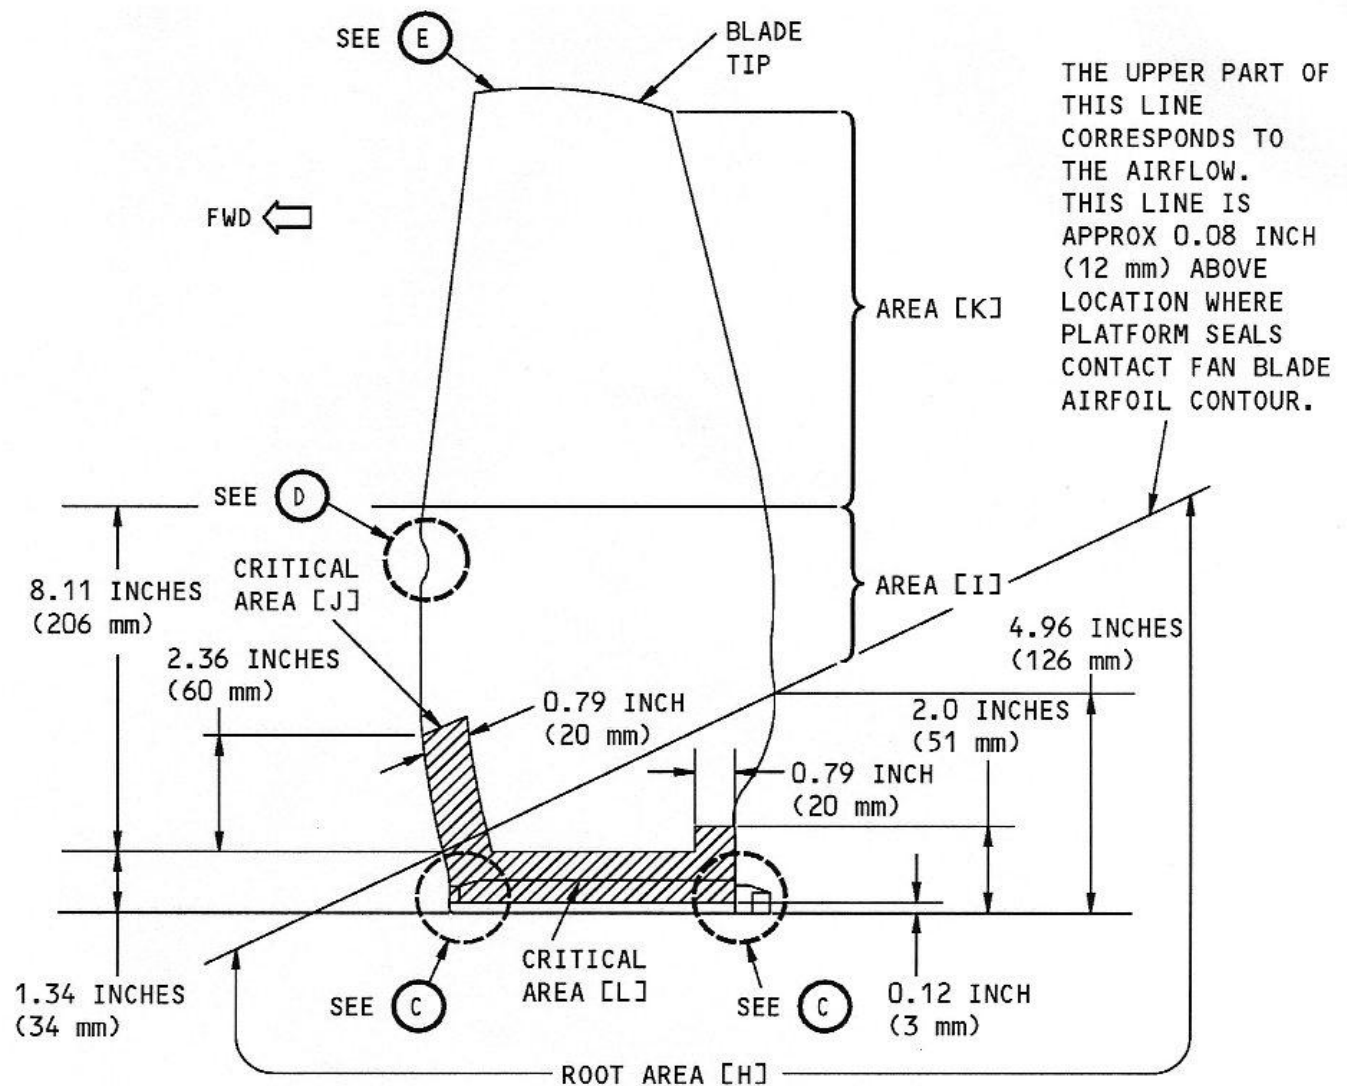 SEE E
BLADE
TIP
THE UPPER PART OF
THIS LINE
CORRESPONDS TO
THE AIRFLOW.
THIS LINE IS
APPROX 0.08 INCH
(12 mm) ABOVE
LOCATION WHERE
PLATFORM SEALS
CONTACT FAN BLADE
AIRFOIL CONTOUR.
FWD
AREA [K]
SEE D
CRITICAL
AREA [J]
8.11 INCHES
(206 mm)
AREA [I]
4.96 INCHES
(126 mm)
2.36 INCHES
(60 mm)
0.79 INCH
(20 mm)
2.0 INCHES
(51 mm)
0.79 INCH
(20 mm)
CRITICAL
AREA [L]
1.34 INCHES
(34 mm)
SEE C
SEE C
0.12 INCH
(3 mm)
ROOT AREA [H]